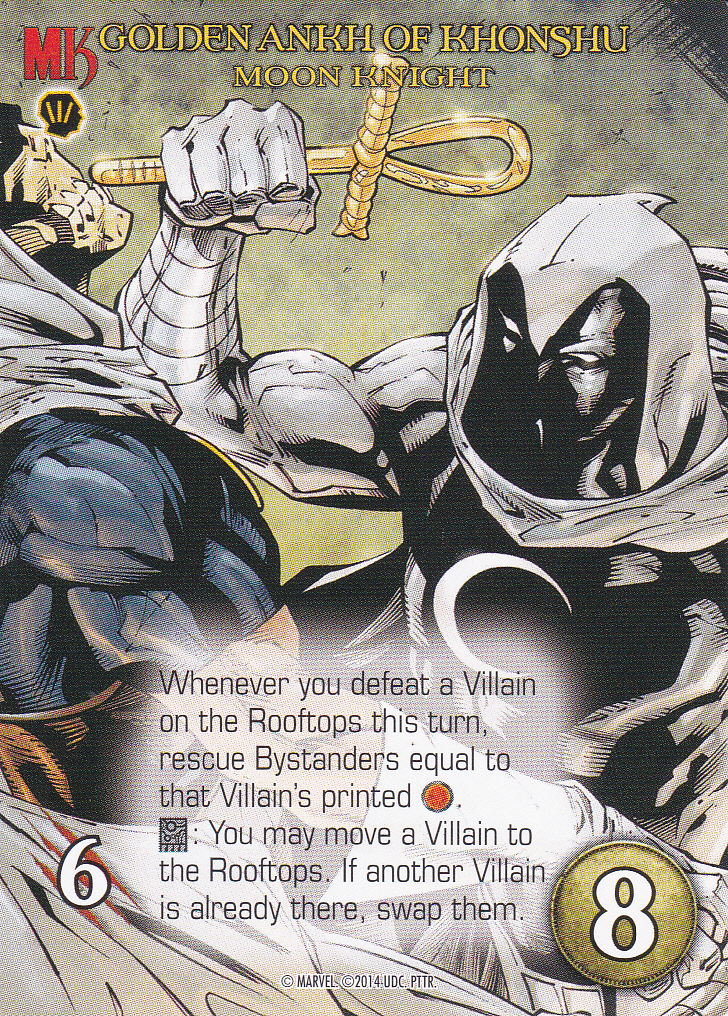 MK GOLDEN ANKH OF KHONSHU
MOON KNIGHT
Whenever you defeat a Villain
on the Rooftops this turn,
rescue Bystanders equal to
that Villain's printed .
: You may move a Villain to
the Rooftops. If another Villain
is already there, swap them.
6
8
© MARVEL. ©2014 UDC. PTTR.